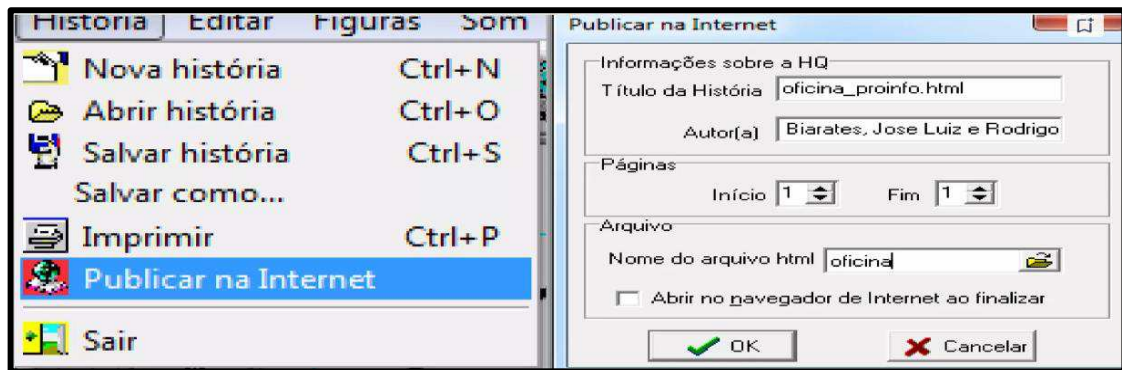 História Editar Figuras Som
Nova história Ctrl+N
Abrir história Ctrl+O
Salvar história Ctrl+S
Salvar como...
Imprimir Ctrl+P
Publicar na Internet
Sair
Publicar na Internet
Informações sobre a HQ
Título da História oficina_proinfo.html
Autor(a) Biarates, Jose Luiz e Rodrigo
Páginas
Início 1 Fim 1
Arquivo
Nome do arquivo html oficina
Abrir no navegador de Internet ao finalizar
OK Cancelar